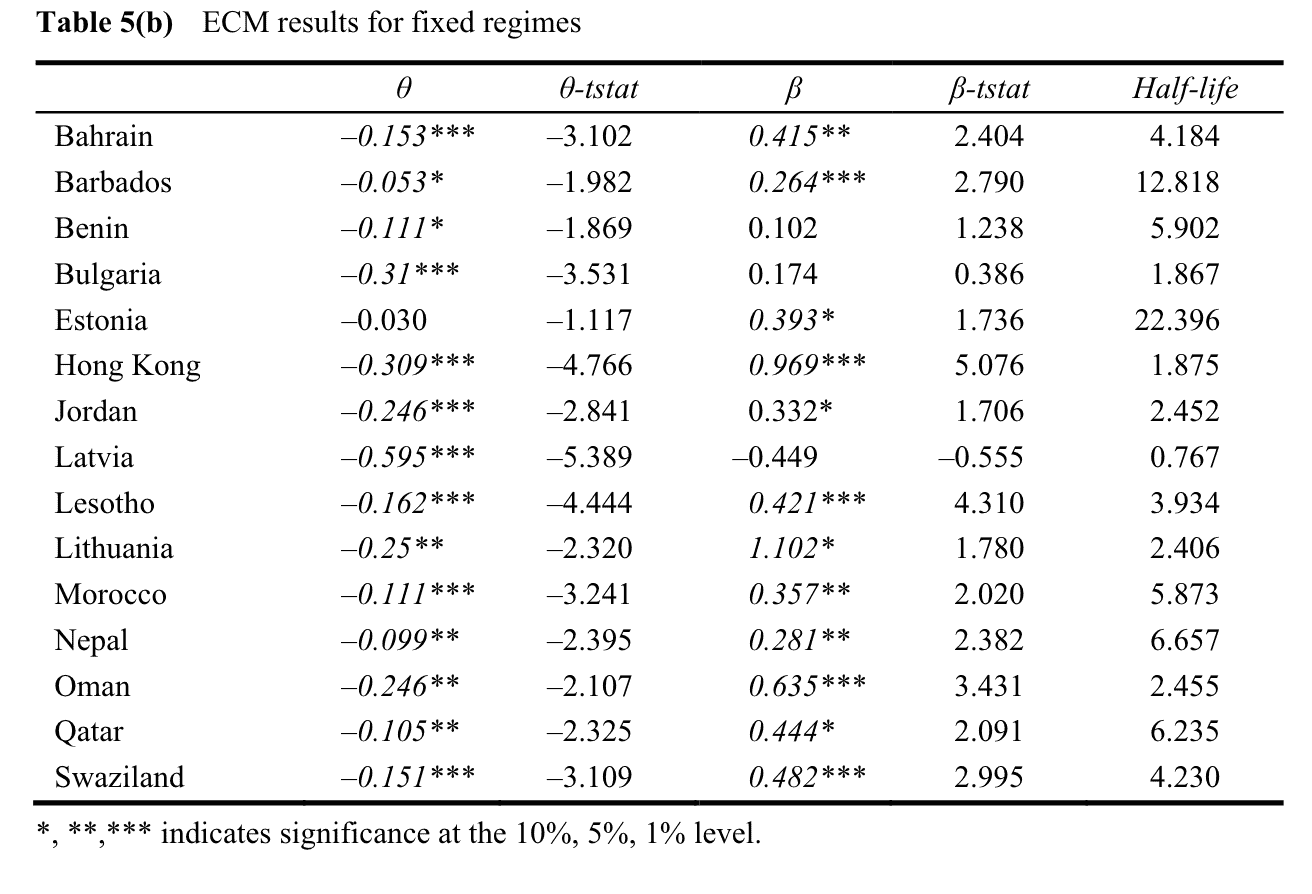 Table 5(b) ECM results for fixed regimes
θ θ-tstat β β-tstat Half-life
Bahrain –0.153*** –3.102 0.415** 2.404 4.184
Barbados –0.053* –1.982 0.264*** 2.790 12.818
Benin –0.111* –1.869 0.102 1.238 5.902
Bulgaria –0.31*** –3.531 0.174 0.386 1.867
Estonia –0.030 –1.117 0.393* 1.736 22.396
Hong Kong –0.309*** –4.766 0.969*** 5.076 1.875
Jordan –0.246*** –2.841 0.332* 1.706 2.452
Latvia –0.595*** –5.389 –0.449 –0.555 0.767
Lesotho –0.162*** –4.444 0.421*** 4.310 3.934
Lithuania –0.25** –2.320 1.102* 1.780 2.406
Morocco –0.111*** –3.241 0.357** 2.020 5.873
Nepal –0.099** –2.395 0.281** 2.382 6.657
Oman –0.246** –2.107 0.635*** 3.431 2.455
Qatar –0.105** –2.325 0.444* 2.091 6.235
Swaziland –0.151*** –3.109 0.482*** 2.995 4.230
*, **,*** indicates significance at the 10%, 5%, 1% level.